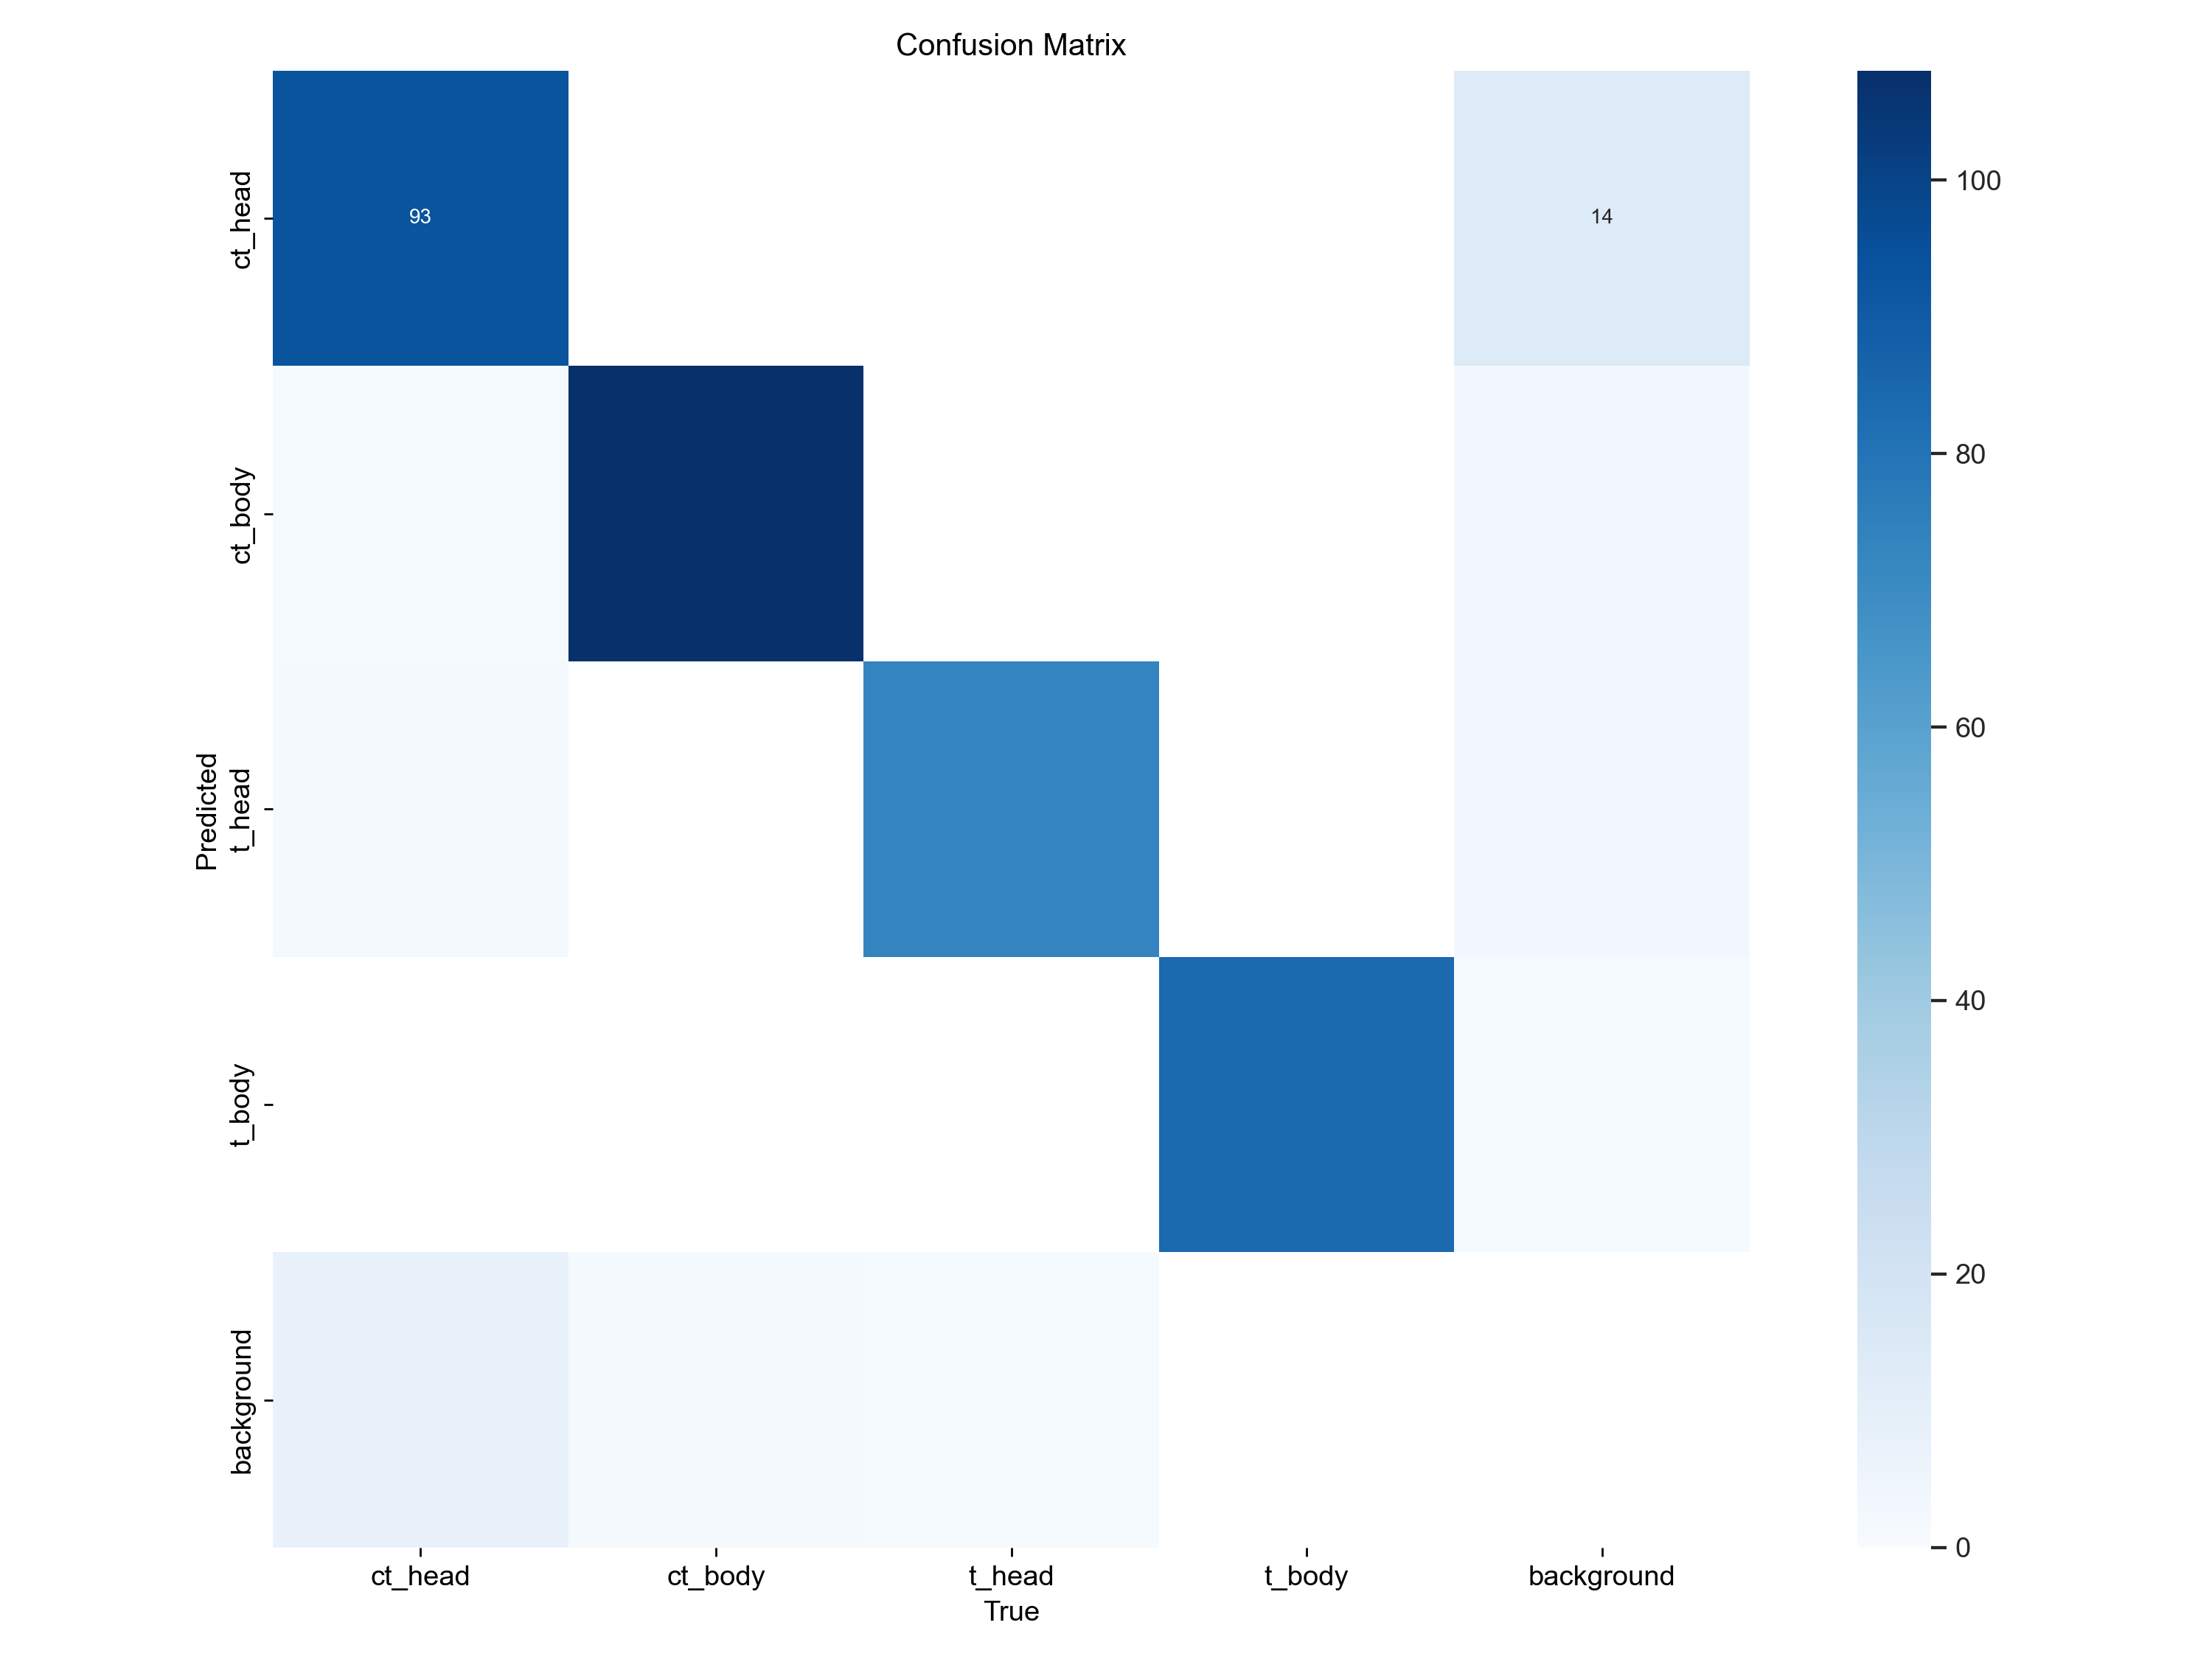 Confusion Matrix
ct_head
93
14
100
ct_body
80
Predicted
t_head
60
t_body
40
background
20
0
ct_head
ct_body
t_head
t_body
background
True